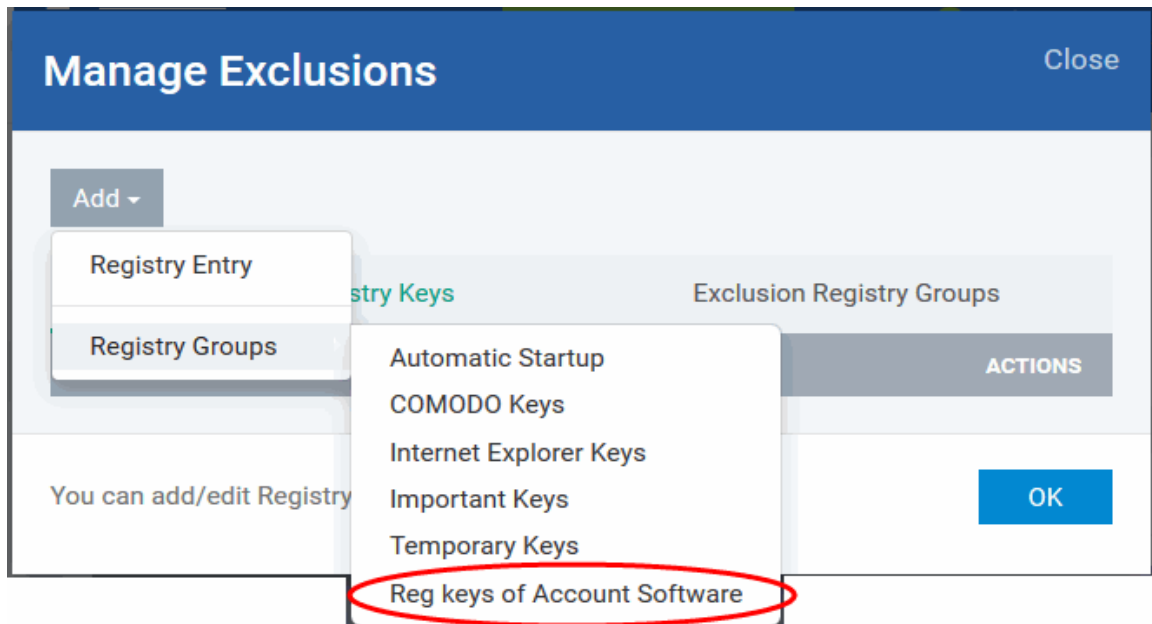 Manage Exclusions
Close
Add
Registry Entry
stry Keys
Exclusion Registry Groups
Registry Groups
ACTIONS
Automatic Startup
COMODO Keys
Internet Explorer Keys
You can add/edit Registry
Important Keys
OK
Temporary Keys
Reg keys of Account Software